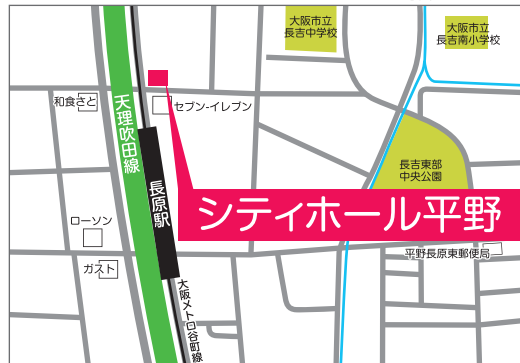 大阪市立
長吉中学校
大阪市立
長吉南小学校
和食さと
セブン-イレブン
天理吹田線
長吉東部
中央公園
長原駅
シティホール平野
ローソン
平野長原東郵便局
ガスト
大阪メトロ谷町線